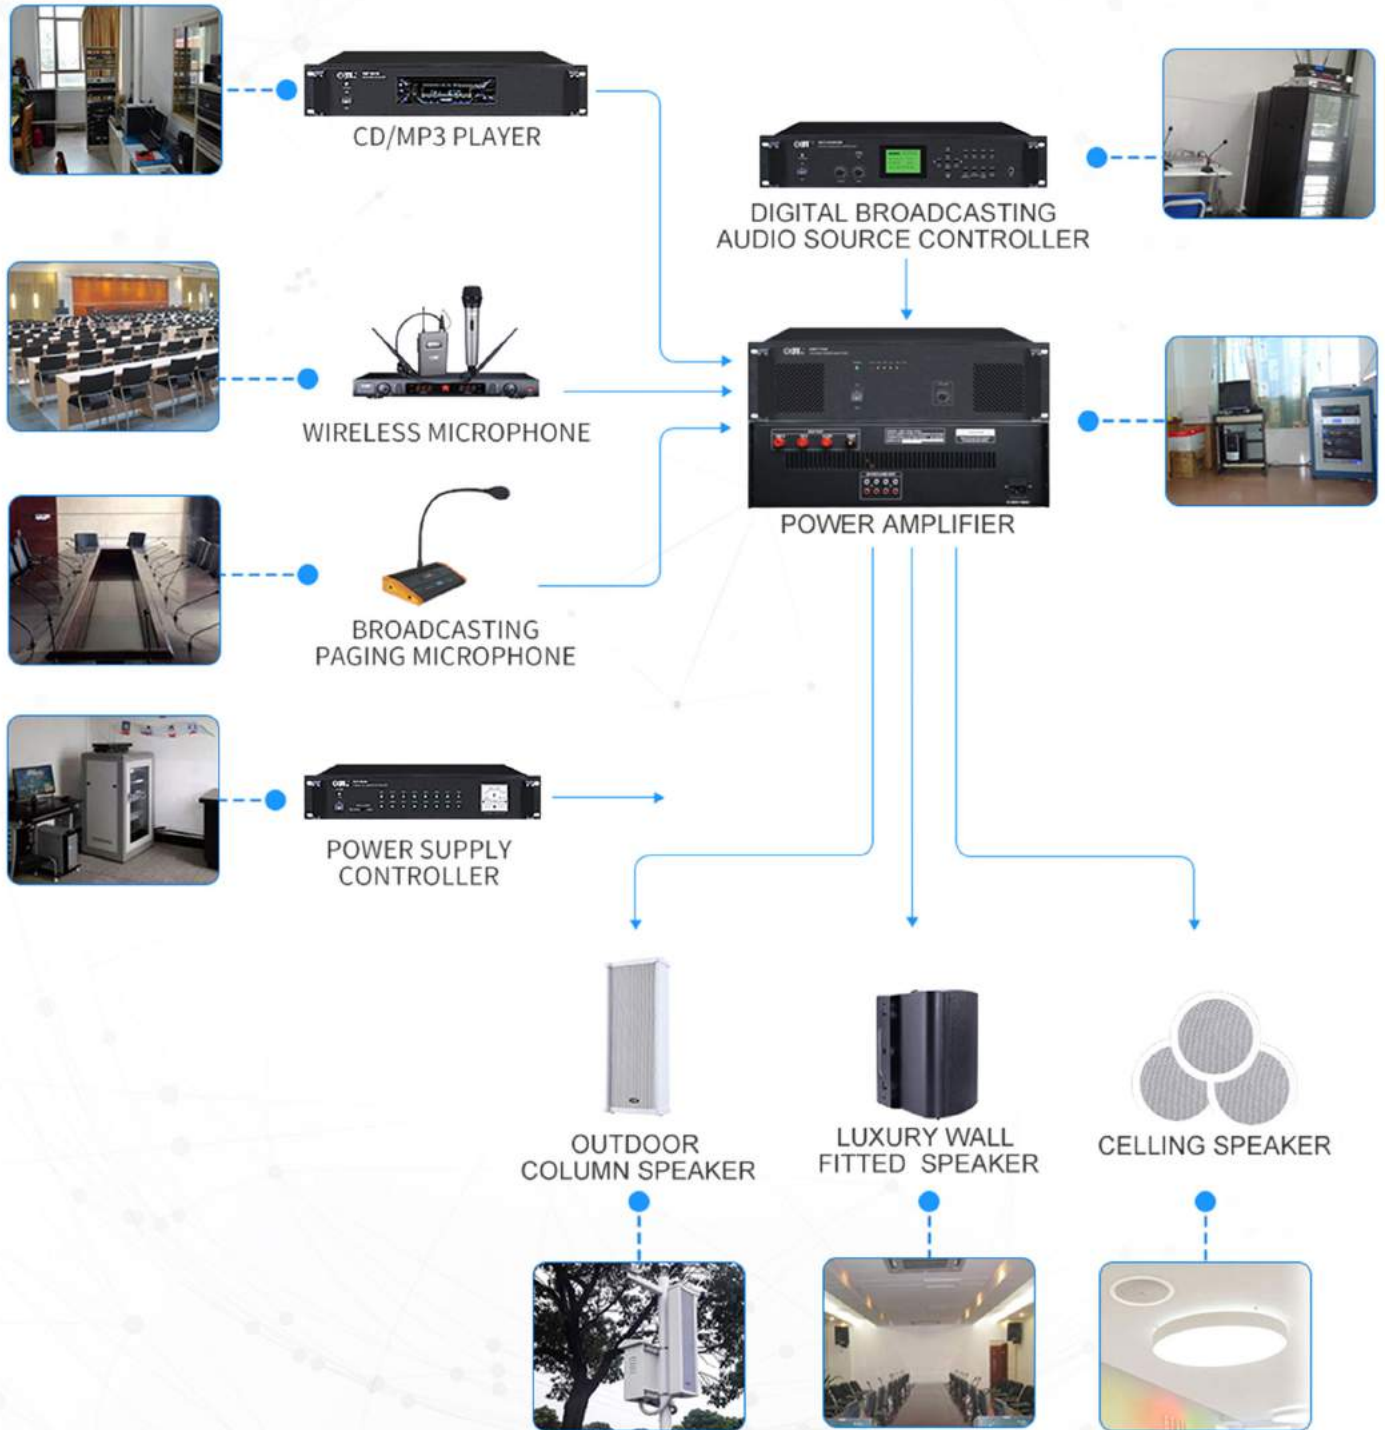 CD/MP3 PLAYER
DIGITAL BROADCASTING
AUDIO SOURCE CONTROLLER
WIRELESS MICROPHONE
POWER AMPLIFIER
BROADCASTING
PAGING MICROPHONE
POWER SUPPLY
CONTROLLER
OUTDOOR
COLUMN SPEAKER
LUXURY WALL
FITTED SPEAKER
CELLING SPEAKER